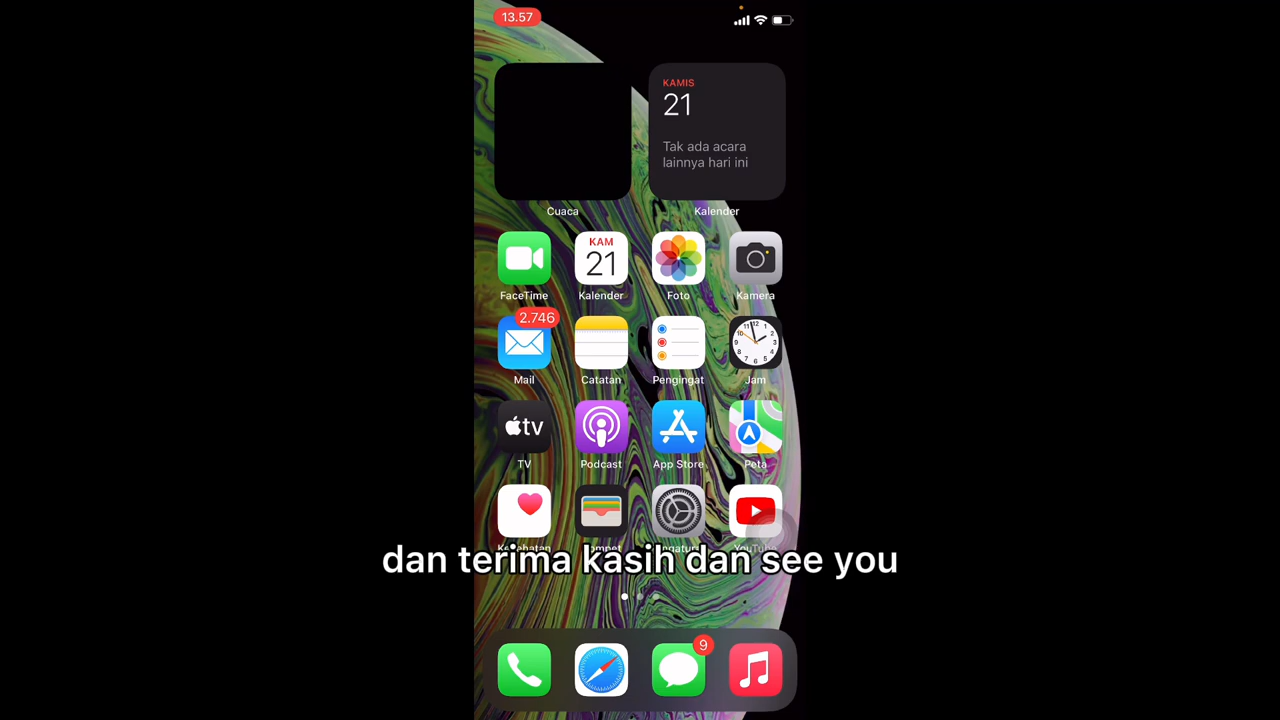 13.57
KAMIS
21
Tak ada acara
lainnya hari ini
Cuaca
Kalender
KAM
21
FaceTime
Kalender
Foto
Kamera
2.746
Mail
Catatan
Pengingat
Jam
tv
TV
Podcast
App Store
Peta
dan terima kasih dan see you
9